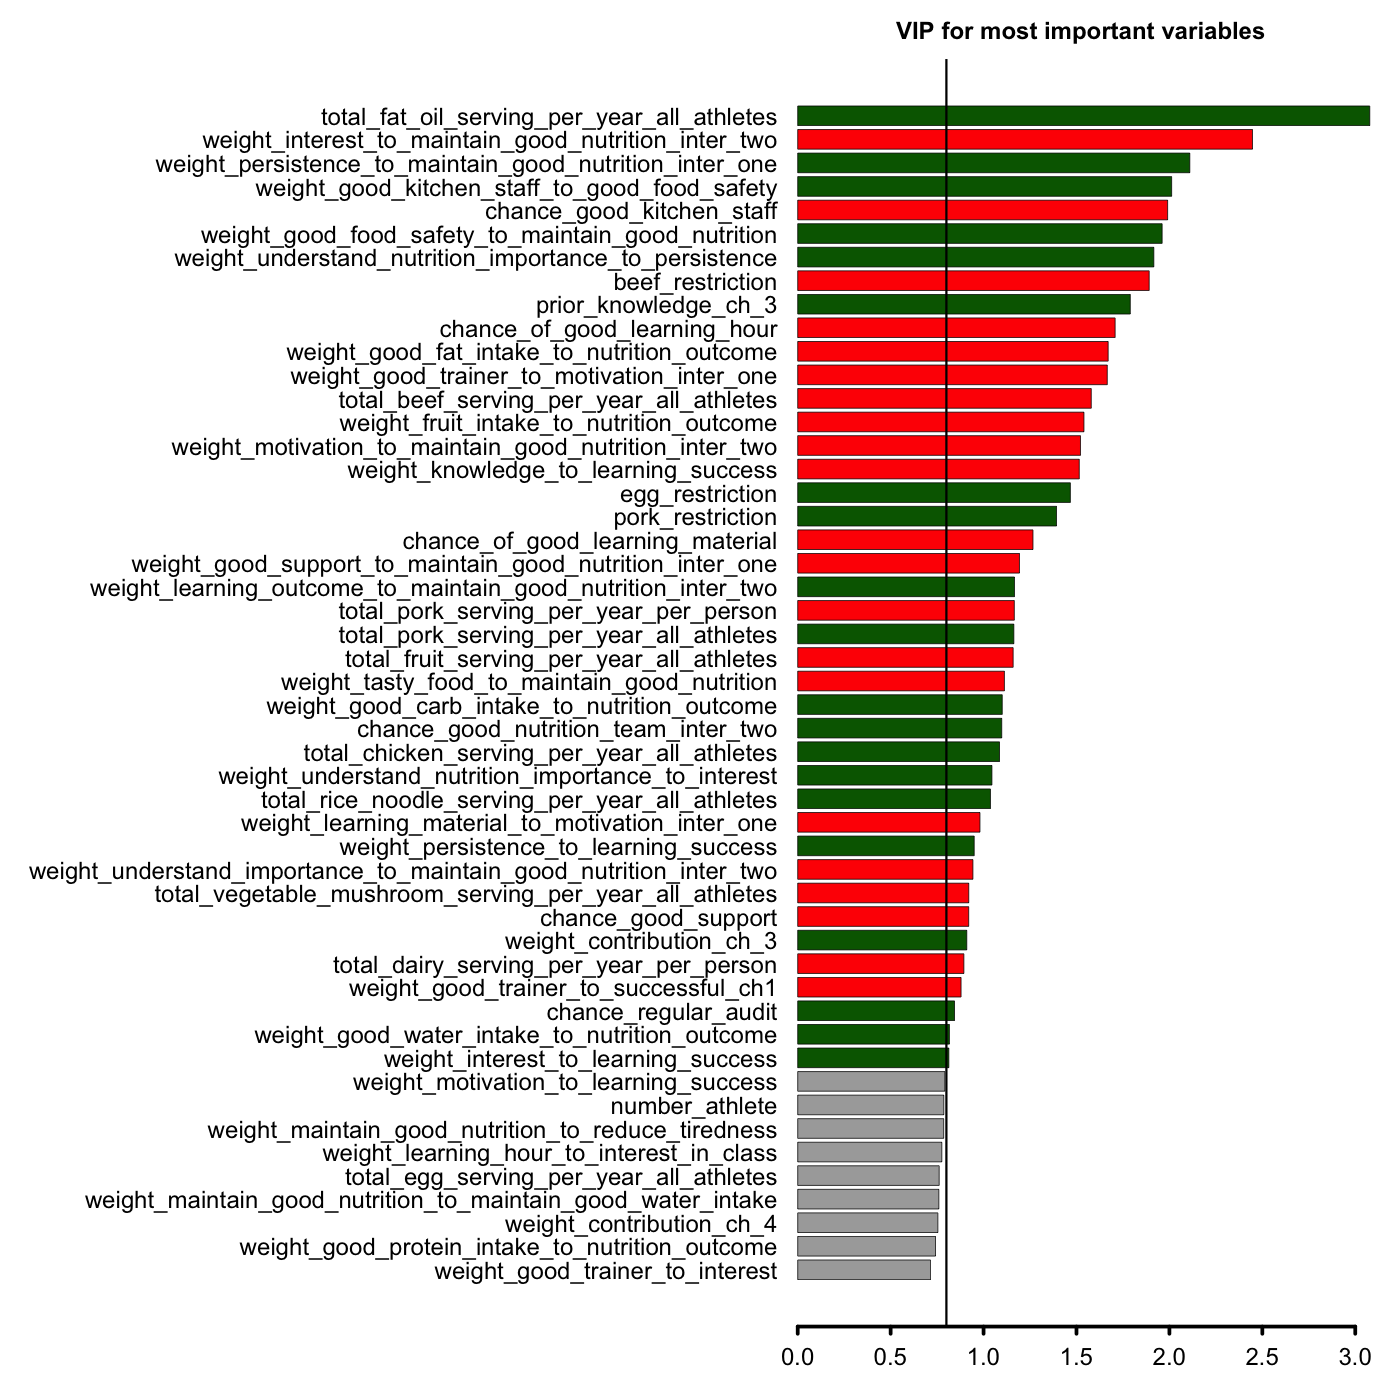 VIP for most important variables
total_fat_oil_serving_per_year_all_athletes
weight_interest_to_maintain_good_nutrition_inter_two
weight_persistence_to_maintain_good_nutrition_inter_one
weight_good_kitchen_staff_to_good_food_safety
chance_good_kitchen_staff
weight_good_food_safety_to_maintain_good_nutrition
weight_understand_nutrition_importance_to_persistence
beef_restriction
prior_knowledge_ch_3
chance_of_good_learning_hour
weight_good_fat_intake_to_nutrition_outcome
weight_good_trainer_to_motivation_inter_one
total_beef_serving_per_year_all_athletes
weight_fruit_intake_to_nutrition_outcome
weight_motivation_to_maintain_good_nutrition_inter_two
weight_knowledge_to_learning_success
egg_restriction
pork_restriction
chance_of_good_learning_material
weight_good_support_to_maintain_good_nutrition_inter_one
weight_learning_outcome_to_maintain_good_nutrition_inter_two
total_pork_serving_per_year_per_person
total_pork_serving_per_year_all_athletes
total_fruit_serving_per_year_all_athletes
weight_tasty_food_to_maintain_good_nutrition
weight_good_carb_intake_to_nutrition_outcome
chance_good_nutrition_team_inter_two
total_chicken_serving_per_year_all_athletes
weight_understand_nutrition_importance_to_interest
total_rice_noodle_serving_per_year_all_athletes
weight_learning_material_to_motivation_inter_one
weight_persistence_to_learning_success
weight_understand_importance_to_maintain_good_nutrition_inter_two
total_vegetable_mushroom_serving_per_year_all_athletes
chance_good_support
weight_contribution_ch_3
total_dairy_serving_per_year_per_person
weight_good_trainer_to_successful_ch1
chance_regular_audit
weight_good_water_intake_to_nutrition_outcome
weight_interest_to_learning_success
weight_motivation_to_learning_success
number_athlete
weight_maintain_good_nutrition_to_reduce_tiredness
weight_learning_hour_to_interest_in_class
total_egg_serving_per_year_all_athletes
weight_maintain_good_nutrition_to_maintain_good_water_intake
weight_contribution_ch_4
weight_good_protein_intake_to_nutrition_outcome
weight_good_trainer_to_interest
0.0 0.5 1.0 1.5 2.0 2.5 3.0